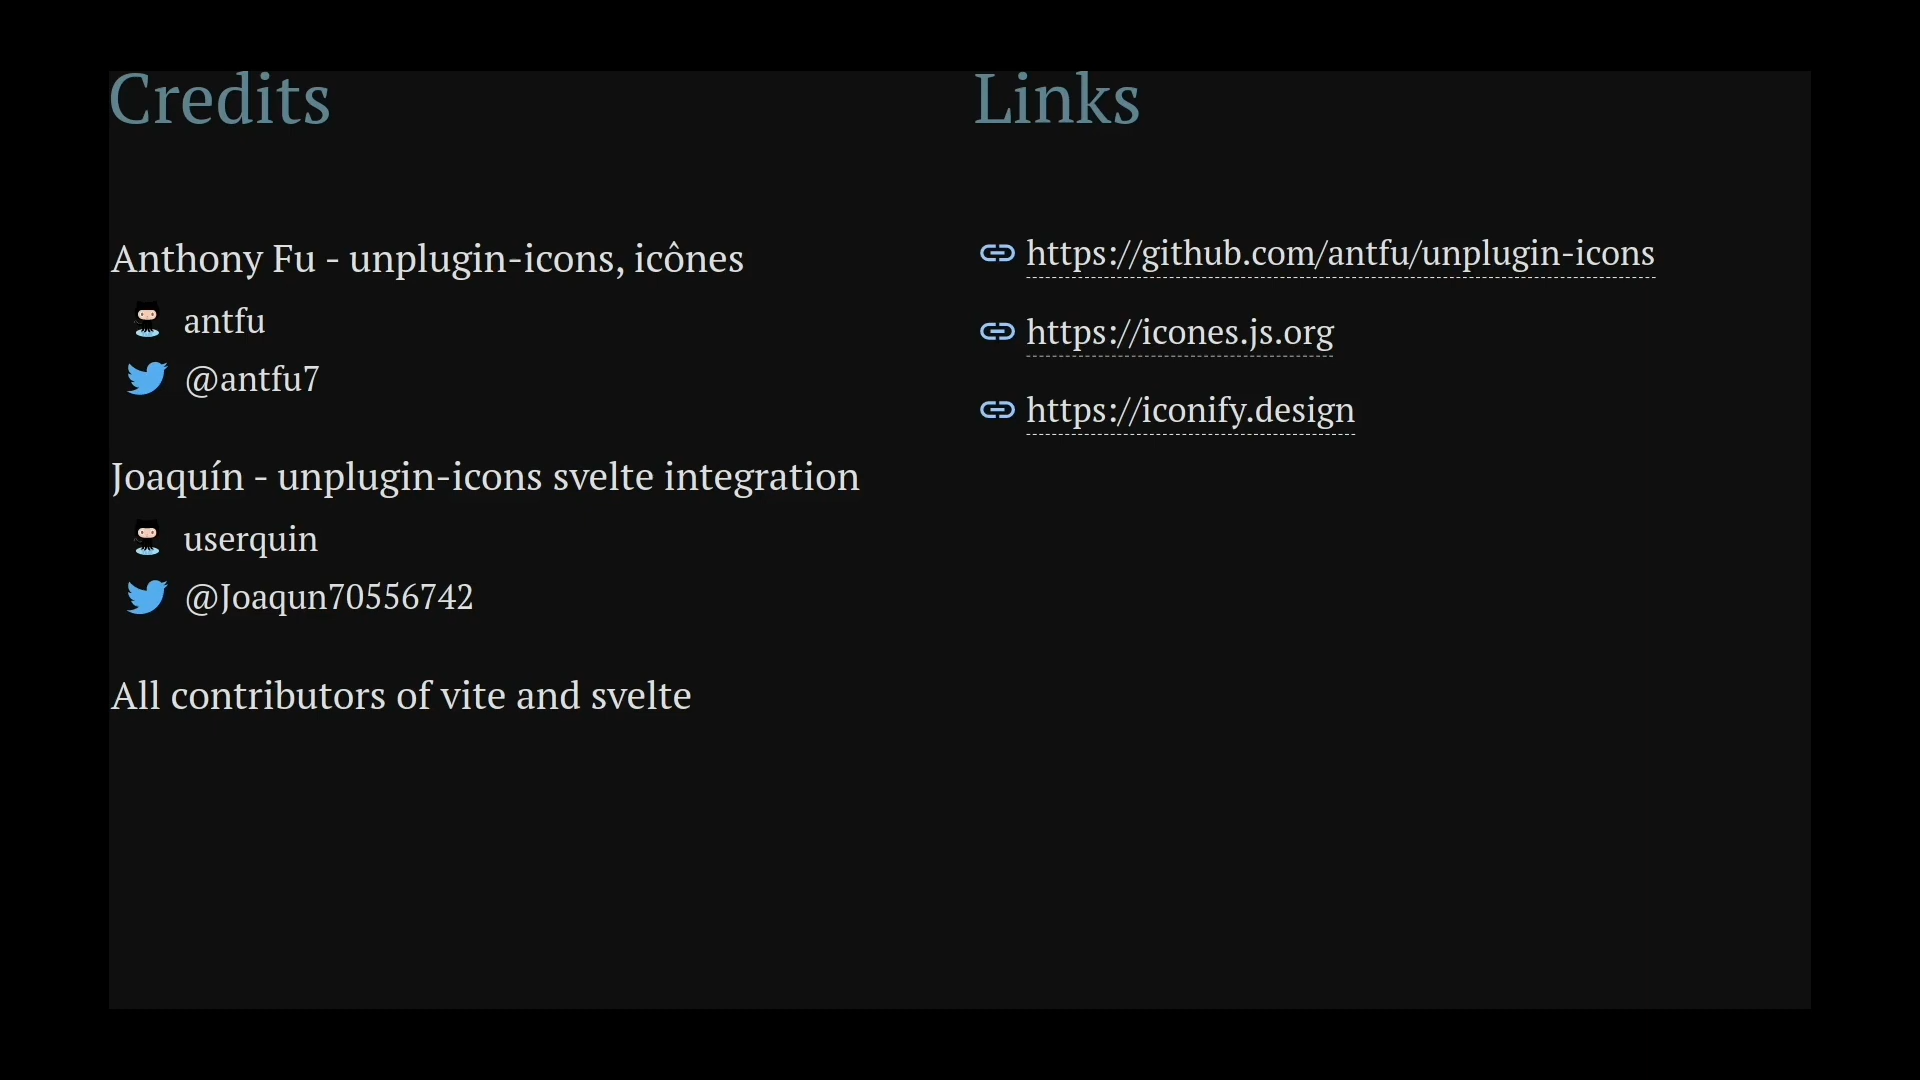 Credits
Anthony Fu - unplugin-icons, icônes
antfu
@antfu7
Joaquín - unplugin-icons svelte integration
userquin
@Joaqun70556742
All contributors of vite and svelte
Links
https://github.com/antfu/unplugin-icons
https://icones.js.org
https://iconify.design